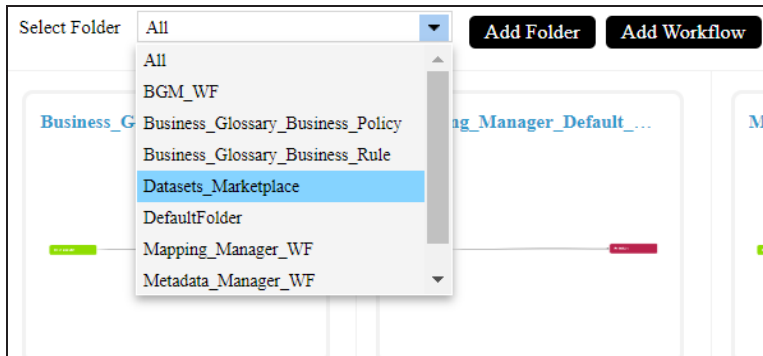 Select Folder All Add Folder Add Workflow
All
BGM_WF
Business_G Business_Glossary_Business_Policy ng_Manager_Default_... M
Business_Glossary_Business_Rule
Datasets_Marketplace
DefaultFolder
Mapping_Manager_WF
Metadata_Manager_WF